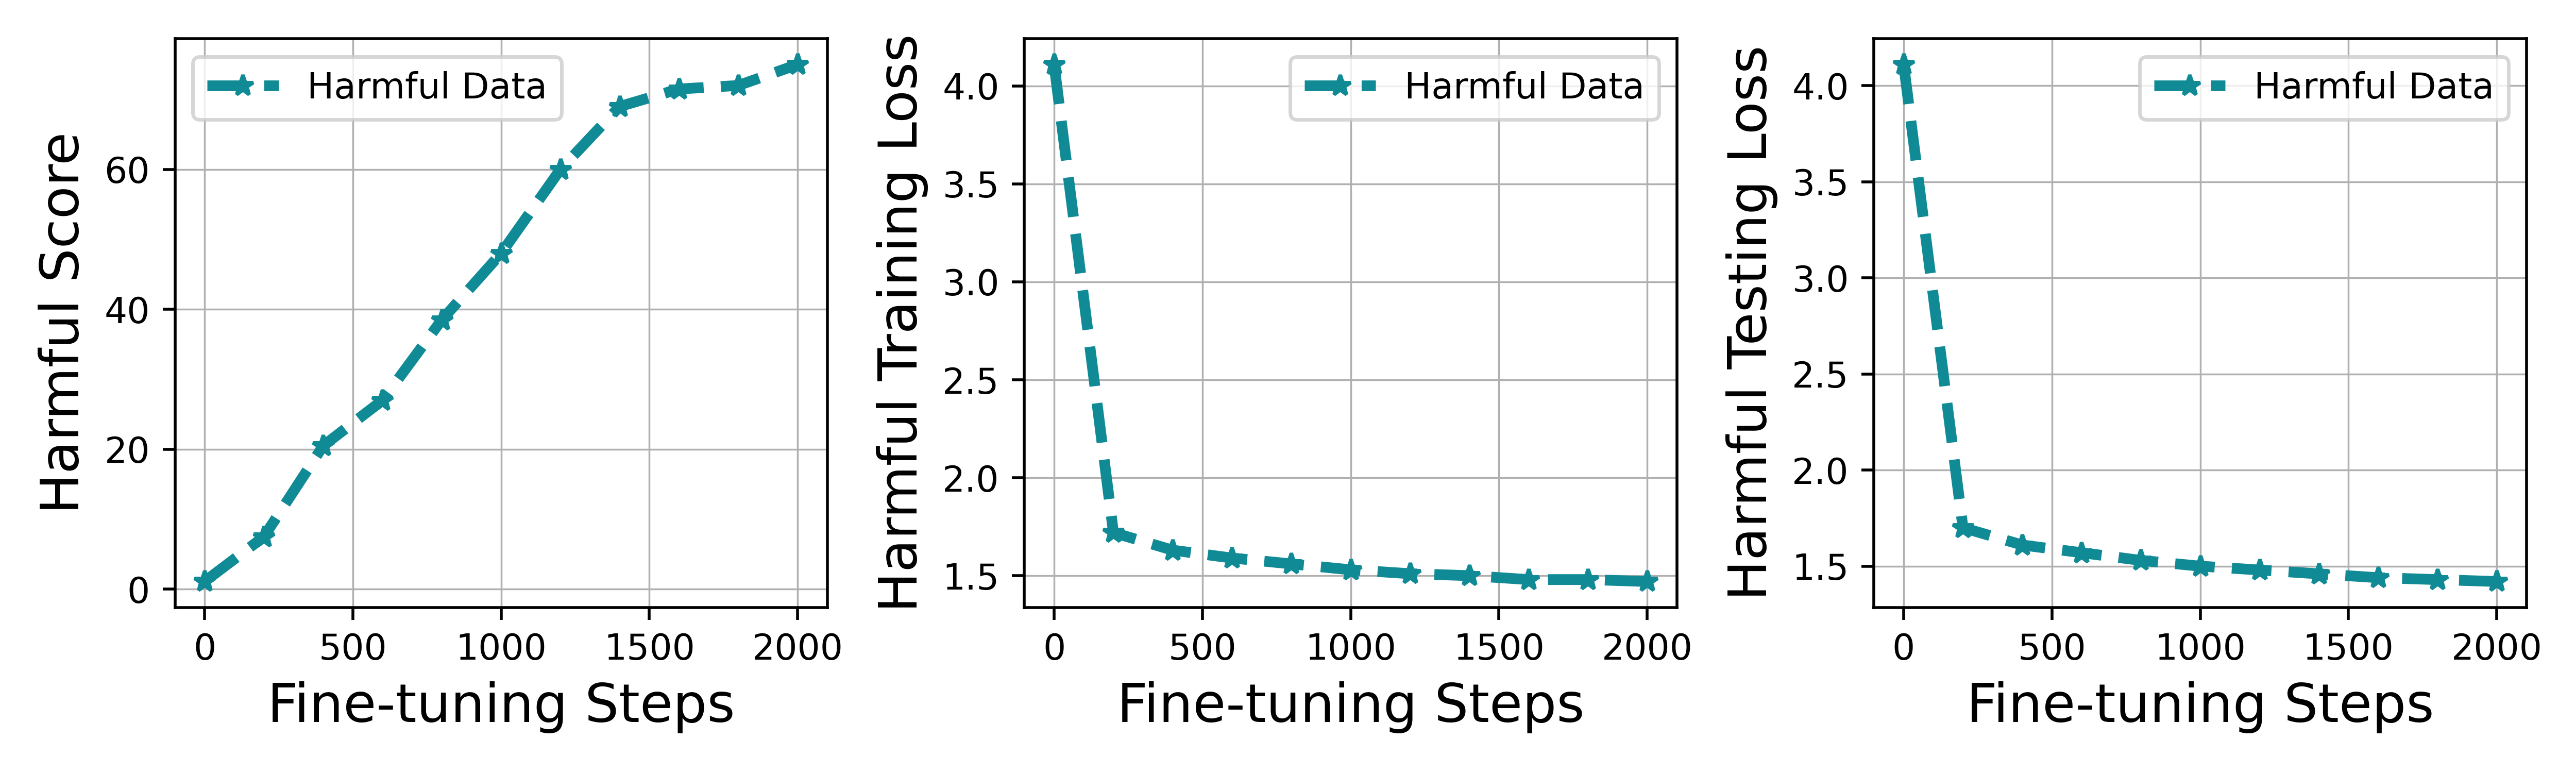 Harmful Score
60
40
20
0
Harmful Data
0 500 1000 1500 2000
Fine-tuning Steps
Harmful Training Loss
4.0
3.5
3.0
2.5
2.0
1.5
Harmful Data
0 500 1000 1500 2000
Fine-tuning Steps
Harmful Testing Loss
4.0
3.5
3.0
2.5
2.0
1.5
Harmful Data
0 500 1000 1500 2000
Fine-tuning Steps